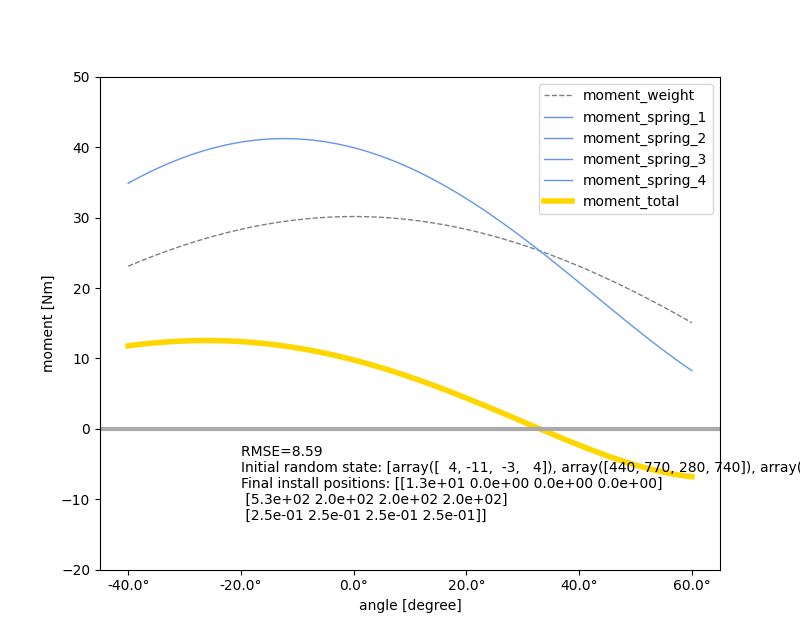 50
40
30
20
10
0
−10
−20
moment [Nm]
moment_weight
moment_spring_1
moment_spring_2
moment_spring_3
moment_spring_4
moment_total
RMSE=8.59
Initial random state: [array([  4, -11,  -3,   4]), array([440, 770, 280, 740]), array(
Final install positions: [[1.3e+01 0.0e+00 0.0e+00 0.0e+00]
[5.3e+02 2.0e+02 2.0e+02 2.0e+02]
[2.5e-01 2.5e-01 2.5e-01 2.5e-01]]
-40.0° -20.0° 0.0° 20.0° 40.0° 60.0°
angle [degree]